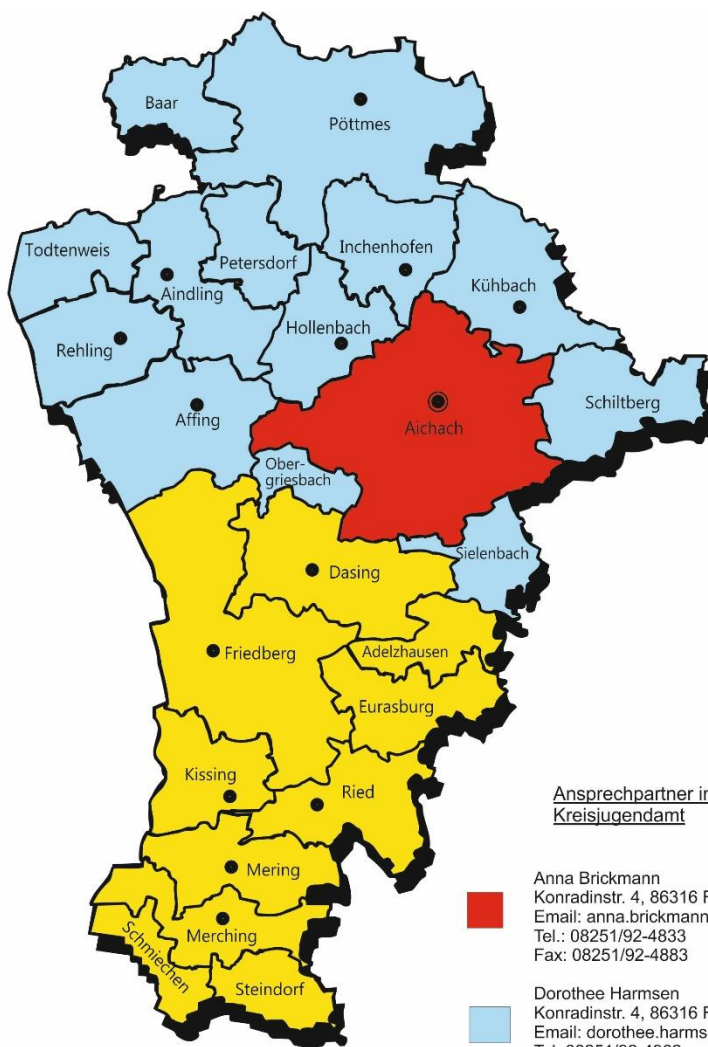 Baar
Pöttmes
Todtenweis
Aindling
Petersdorf
Inchenhofen
Kühbach
Rehling
Hollenbach
Affing
Aichach
Schiltberg
Ober-
griesbach
Sielenbach
Dasing
Friedberg
Adelzhausen
Eurasburg
Kissing
Ried
Mering
Merching
Schmiechen
Steindorf
Ansprechpartner
Kreisjugendamt
Anna Brickmann
Konradinstr. 4, 86316 F
Email: anna.brickmann
Tel.: 08251/92-4833
Fax: 08251/92-4883
Dorothee Harmsen
Konradinstr. 4, 86316 F
Email: dorothee.harms